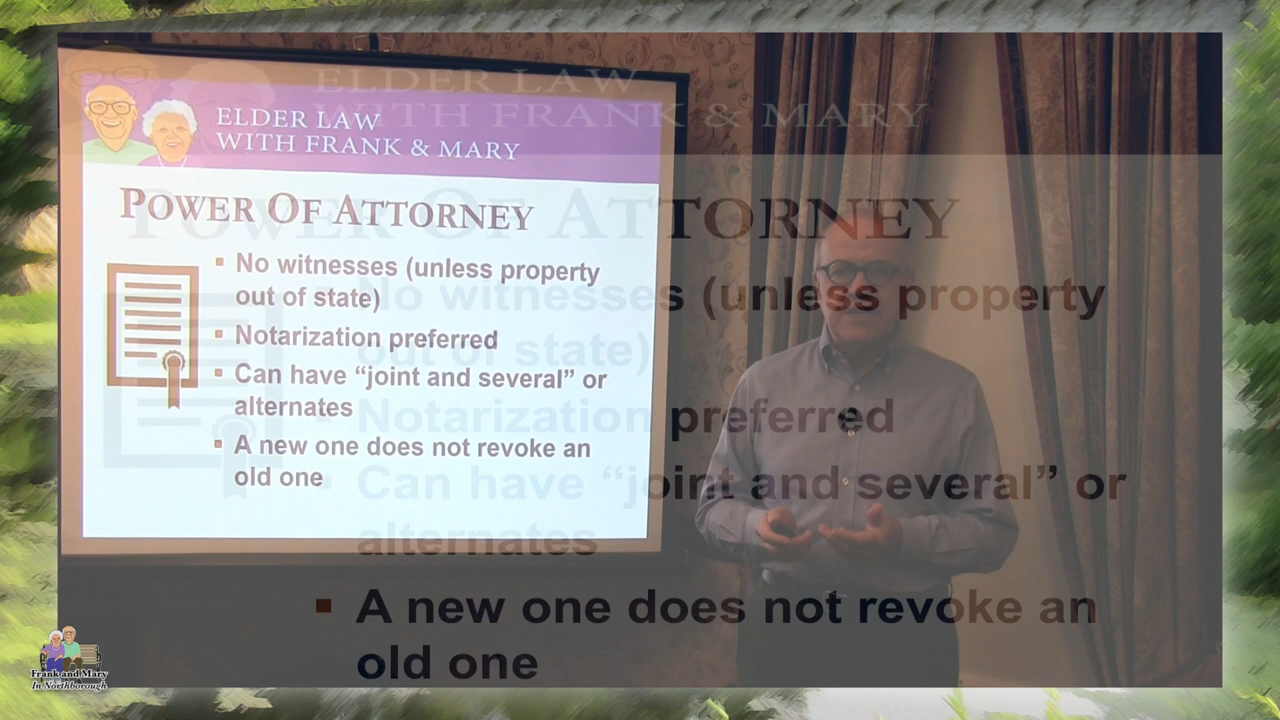 ELDER LAW
WITH FRANK & MARY
POWER OF ATTORNEY
▪ No witnesses (unless property
out of state)
▪ Notarization preferred
▪ Can have “joint and several” or
alternates
▪ A new one does not revoke an
old one
ELDER LAW
WITH FRANK & MARY
POWER OF ATTORNEY
No witnesses (unless property
out of state)
Notarization preferred
Can have “joint and several” or
alternates
▪ A new one does not revoke an
old one
Frank and Mary
In Northborough